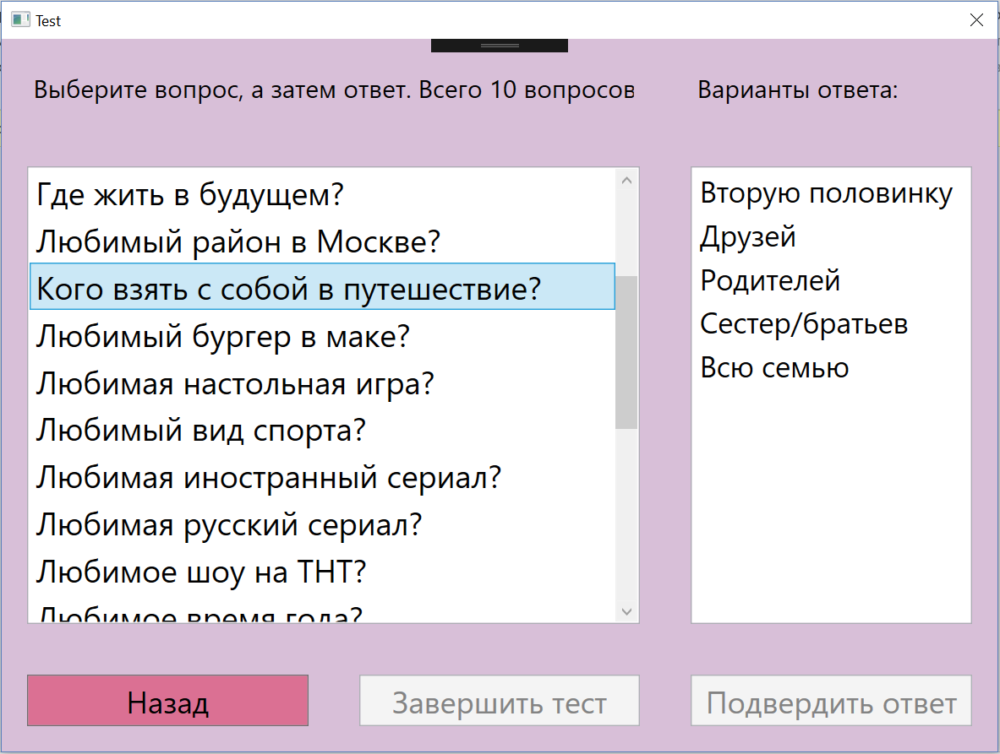 Test
Выберите вопрос, а затем ответ. Всего 10 вопросов
Варианты ответа:
Где жить в будущем?
Любимый район в Москве?
Кого взять с собой в путешествие?
Любимый бургер в маке?
Любимая настольная игра?
Любимый вид спорта?
Любимая иностранный сериал?
Любимая русский сериал?
Любимое шоу на ТНТ?
Любимое время года?
Вторую половинку
Друзей
Родителей
Сестер/братьев
Всю семью
Назад
Завершить тест
Подвердить ответ